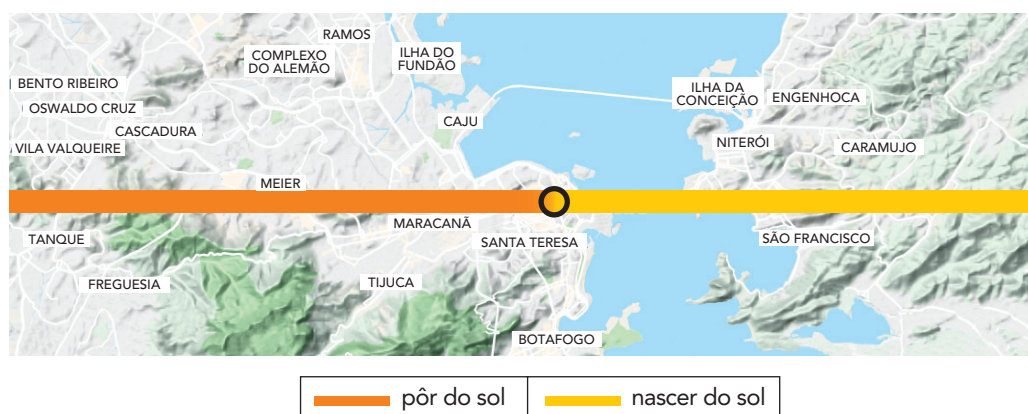 RAMOS
COMPLEXO
DO ALEMÃO
ILHA DO
FUNDÃO
BENTO RIBEIRO
OSWALDO CRUZ
CAJU
CASCADURA
VILA VALQUEIRE
ILHA DA
CONCEIÇÃO
ENGENHOCA
NITERÓI
CARAMUJO
MEIER
MARACANÃ
TANQUE
SANTA TERESA
SÃO FRANCISCO
FREGUESIA
TIJUCA
BOTAFOGO
pôr do sol
nascer do sol